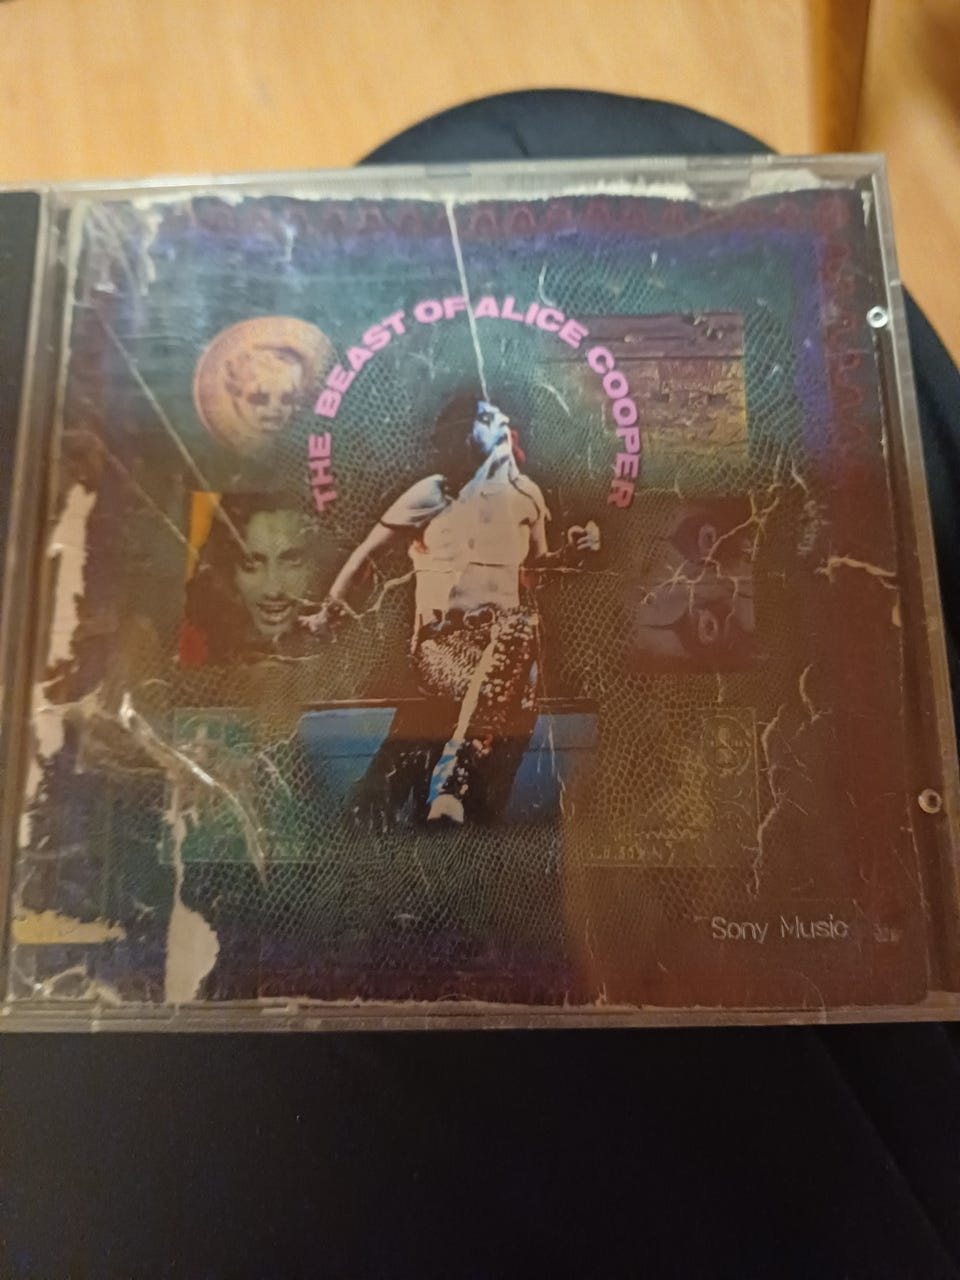 THE BEAST OF ALICE COOPER
Sony Music